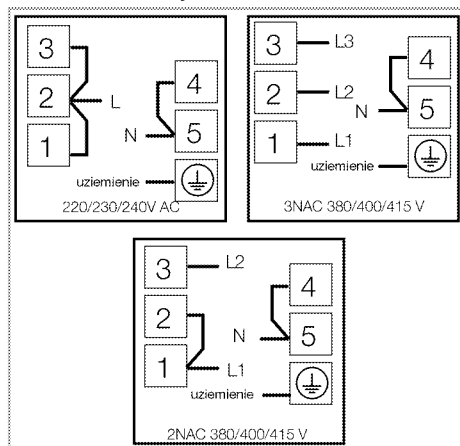 3
2
1
L
4
5
N
uziemienie
220/230/240V AC
3
2
1
L3
L2
L1
4
5
N
uziemienie
3NAC 380/400/415 V
3
2
1
L2
L1
4
5
N
uziemienie
2NAC 380/400/415 V